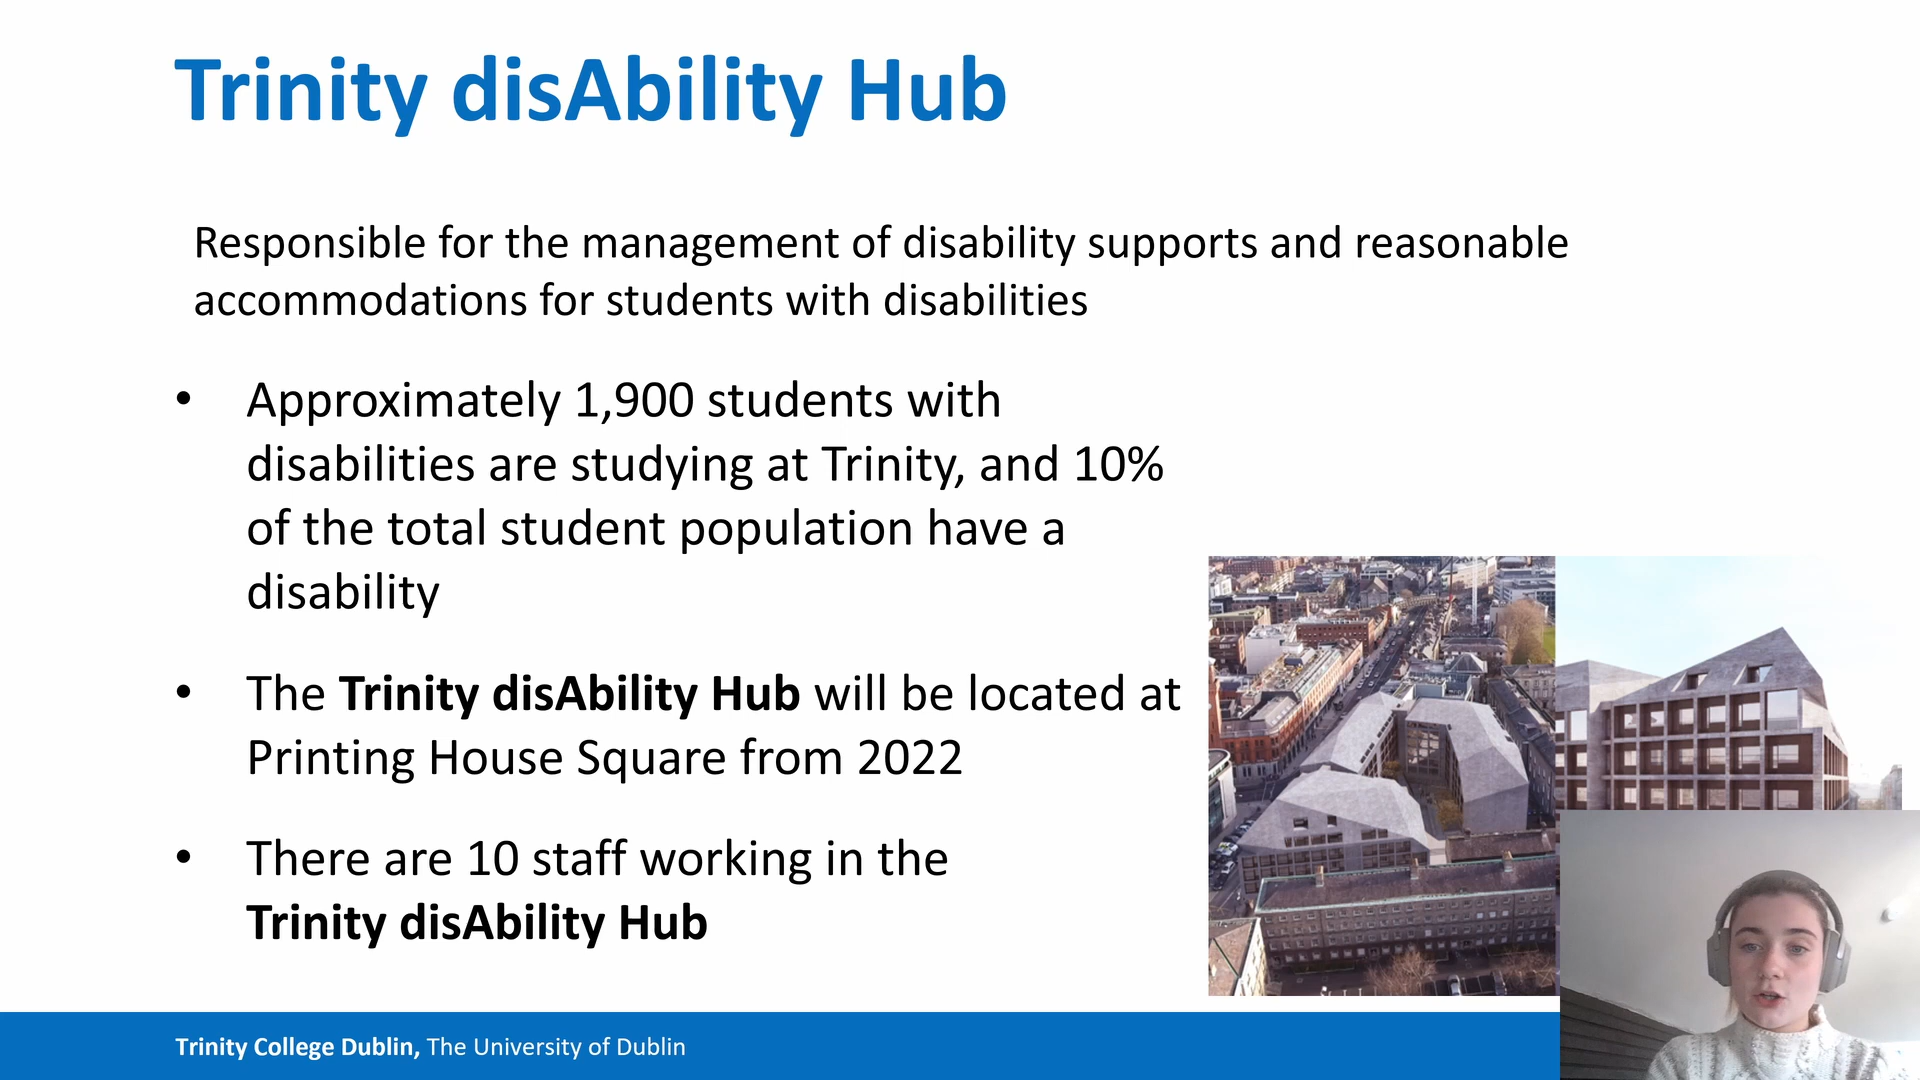 Trinity disAbility Hub
Responsible for the management of disability supports and reasonable
accommodations for students with disabilities
• Approximately 1,900 students with
disabilities are studying at Trinity, and 10%
of the total student population have a
disability
• The Trinity disAbility Hub will be located at
Printing House Square from 2022
• There are 10 staff working in the
Trinity disAbility Hub
Trinity College Dublin, The University of Dublin